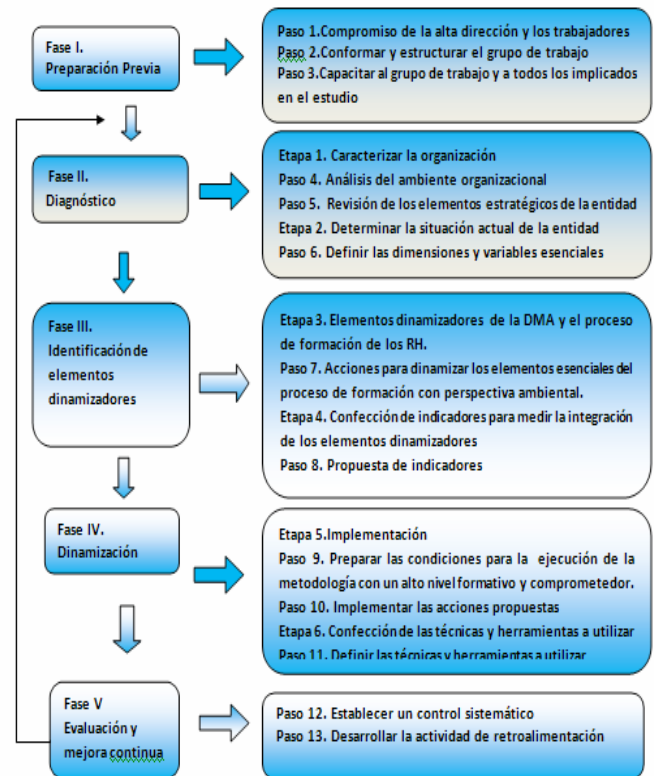 Fase I.
Preparación Previa
Paso 1.Compromiso de la alta dirección y los trabajadores
Paso 2.Conformar y estructurar el grupo de trabajo
Paso 3.Capacitar al grupo de trabajo y a todos los implicados
en el estudio
Fase II.
Diagnóstico
Etapa 1. Caracterizar la organización
Paso 4. Análisis del ambiente organizacional
Paso 5. Revisión de los elementos estratégicos de la entidad
Etapa 2. Determinar la situación actual de la entidad
Paso 6. Definir las dimensiones y variables esenciales
Fase III.
Identificación de
elementos
dinamizadores
Etapa 3. Elementos dinamizadores de la DMA y el proceso
de formación de los RH.
Paso 7. Acciones para dinamizar los elementos esenciales del
proceso de formación con perspectiva ambiental.
Etapa 4. Confección de indicadores para medir la integración
de los elementos dinamizadores
Paso 8. Propuesta de indicadores
Fase IV.
Dinamización
Etapa 5.Implementación
Paso 9. Preparar las condiciones para la ejecución de la
metodología con un alto nivel formativo y comprometedor.
Paso 10. Implementar las acciones propuestas
Etapa 6. Confección de las técnicas y herramientas a utilizar
Paso 11. Definir las técnicas y herramientas a utilizar
Fase V
Evaluación y
mejora continua
Paso 12. Establecer un control sistemático
Paso 13. Desarrollar la actividad de retroalimentación